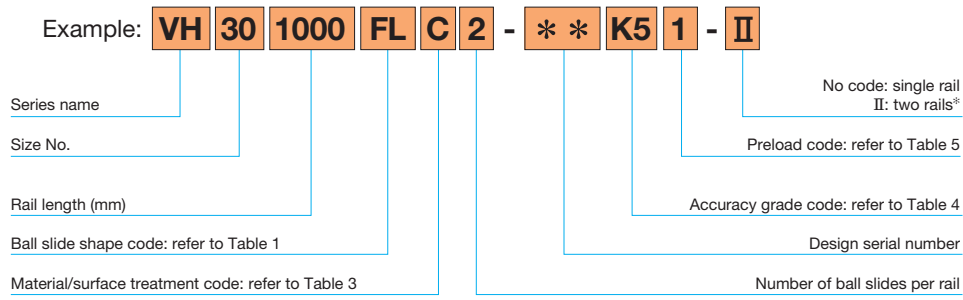 Example: VH 30 1000 FL C 2 - ** K5 1 - Ⅱ
No code: single rail
Ⅱ: two rails*
Series name
Size No.
Preload code: refer to Table 5
Rail length (mm)
Accuracy grade code: refer to Table 4
Ball slide shape code: refer to Table 1
Design serial number
Material/surface treatment code: refer to Table 3
Number of ball slides per rail